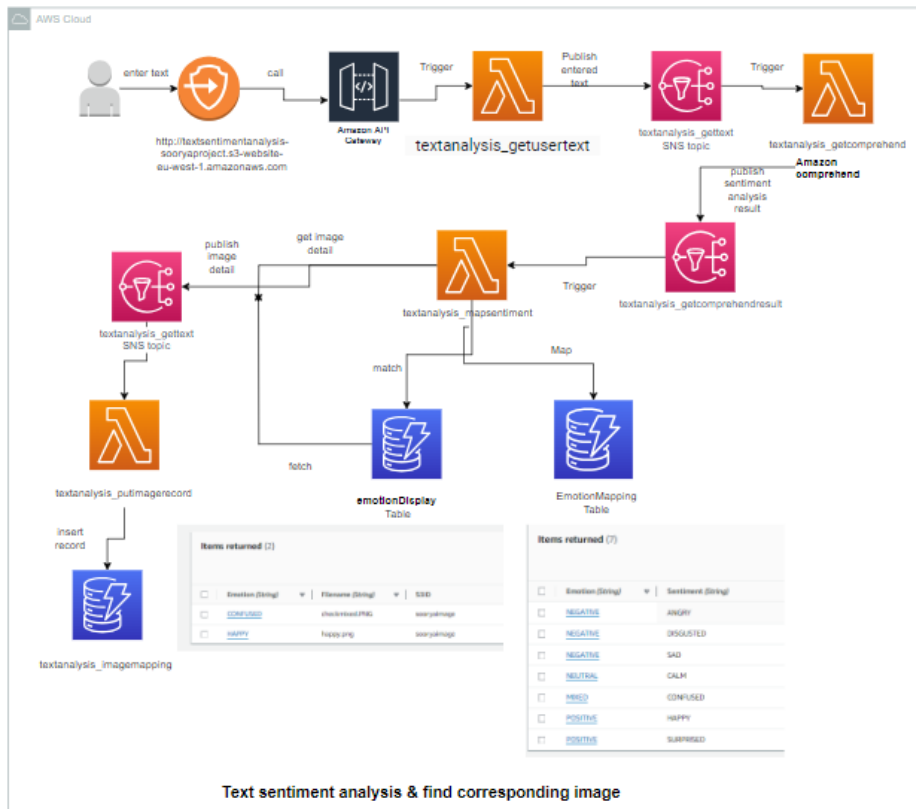 AWS Cloud
enter text
call
Trigger
Publish
entered
text
Trigger
http://textsentimentanalysis-
sooryaproject.s3-website-
eu-west-1.amazonaws.com
Amazon API
Gateway
textanalysis_getusertext
textanalysis_gettext
SNS topic
textanalysis_getcomprehend
Amazon
comprehend
publish
sentiment
analysis
result
publish
image
detail
get image
detail
Trigger
textanalysis_getcomprehendresult
textanalysis_mapsentiment
textanalysis_gettext
SNS topic
match
Map
fetch
textanalysis_putimagerecord
emotionDisplay
Table
EmotionMapping
Table
insert
record
textanalysis_imagemapping
Items returned (2)
Emotion (String) Filename (String) SSID
CONFUSED
HAPPY happy.png sooryaimage
Items returned (7)
Emotion (String) Sentiment (String)
NEGATIVE ANGRY
NEGATIVE DISGUSTED
NEGATIVE SAD
NEUTRAL CALM
MIXED CONFUSED
POSITIVE HAPPY
POSITIVE SURPRISED
Text sentiment analysis & find corresponding image